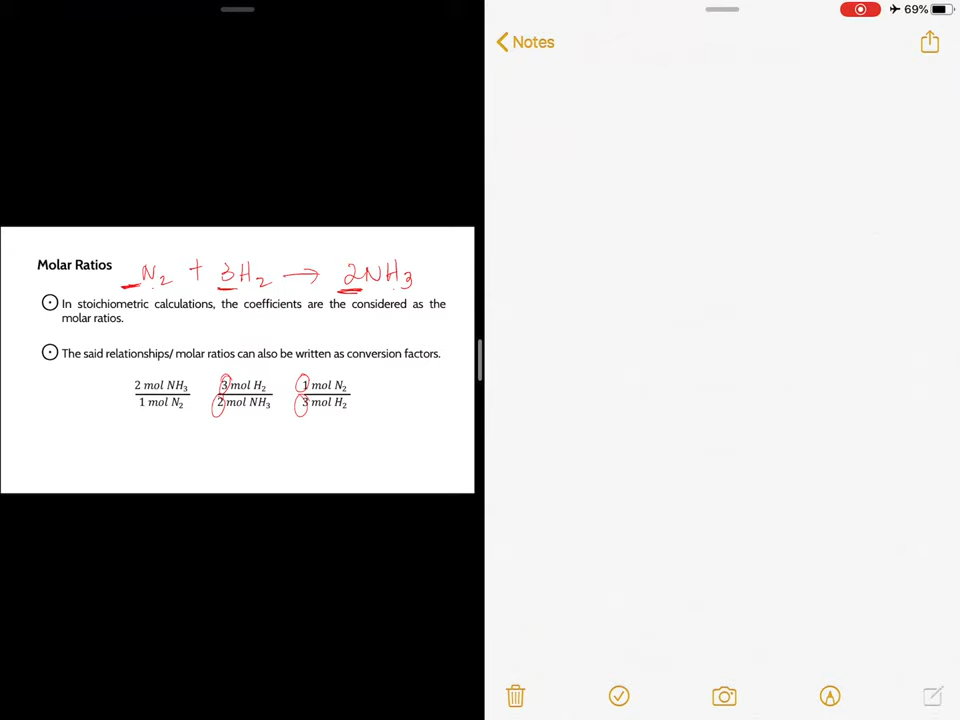 69%
Notes
Molar Ratios
_N₂ + 3H₂ → 2NH₃
In stoichiometric calculations, the coefficients are the considered as the
molar ratios.
The said relationships/ molar ratios can also be written as conversion factors.
2 mol NH₃ 3 mol H₂ 1 mol N₂
1 mol N₂ 2 mol NH₃ 3 mol H₂